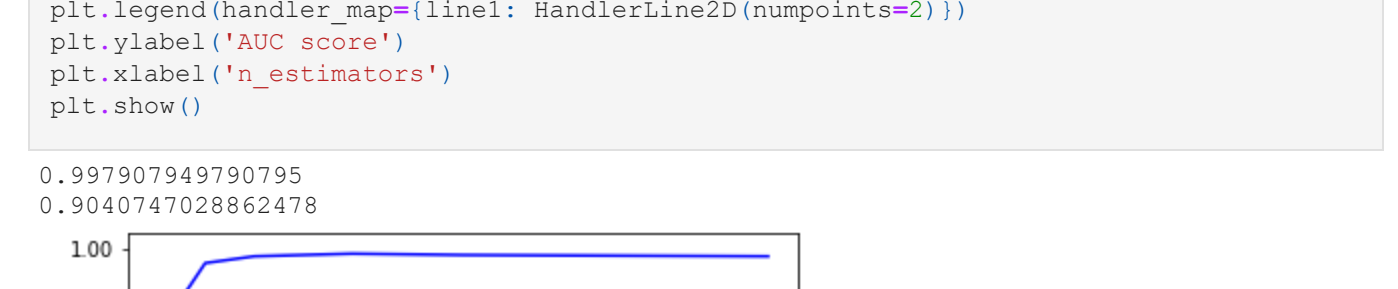 plt.legend(handler_map={line1: HandlerLine2D(numpoints=2)})
plt.ylabel('AUC score')
plt.xlabel('n_estimators')
plt.show()
0.997907949790795
0.9040747028862478
1.00